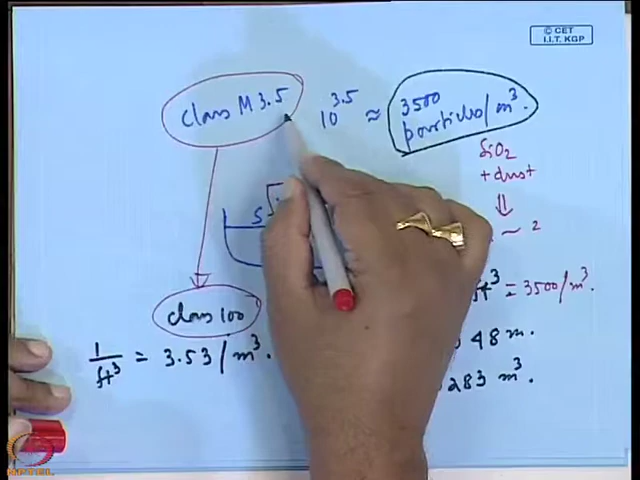 © CET
I.I.T. KGP
class M 3.5
10^3.5 ≈ 3500 particles/m³.
SiO₂
+dust
⇓
~ 2
ft³ = 3500/m³.
class 100
48 m.
1/ft³ = 3.53/m³.
283 m³.
NPTEL